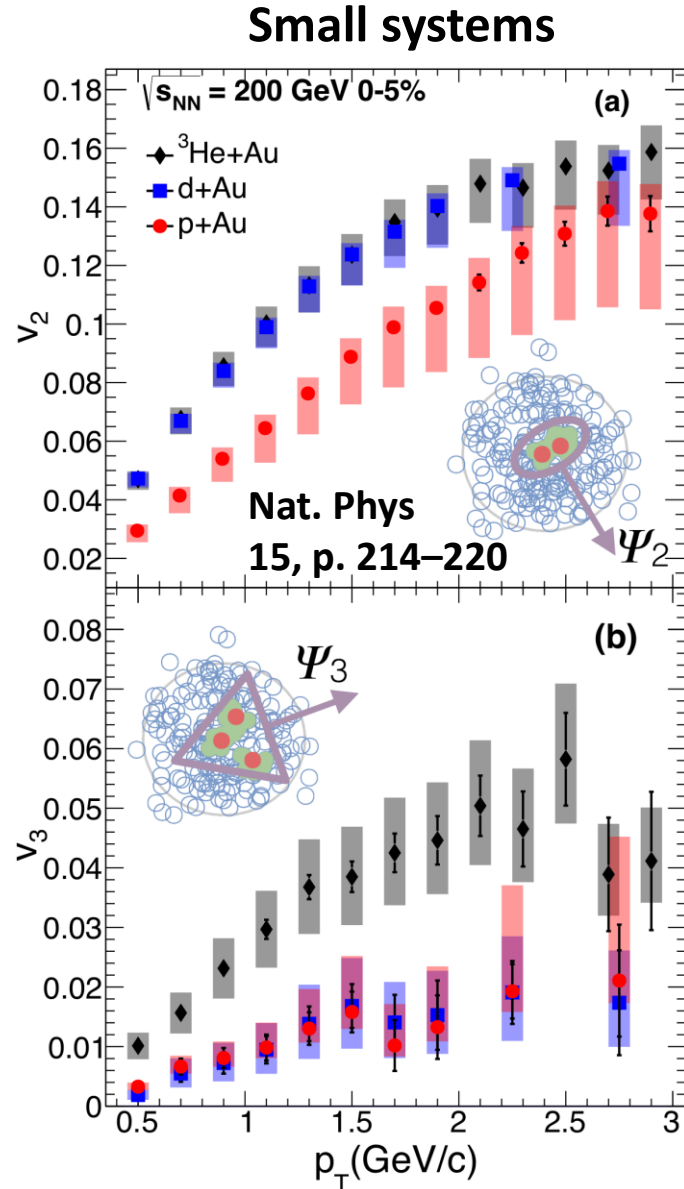 Small systems
√sNN = 200 GeV 0-5%
(a)
³He+Au
d+Au
p+Au
v₂
0.18
0.16
0.14
0.12
0.1
0.08
0.06
0.04
0.02
Nat. Phys
15, p. 214–220
Ψ₂
(b)
Ψ₃
v₃
0.08
0.07
0.06
0.05
0.04
0.03
0.02
0.01
0
0.5 1 1.5 2 2.5 3
p_T(GeV/c)